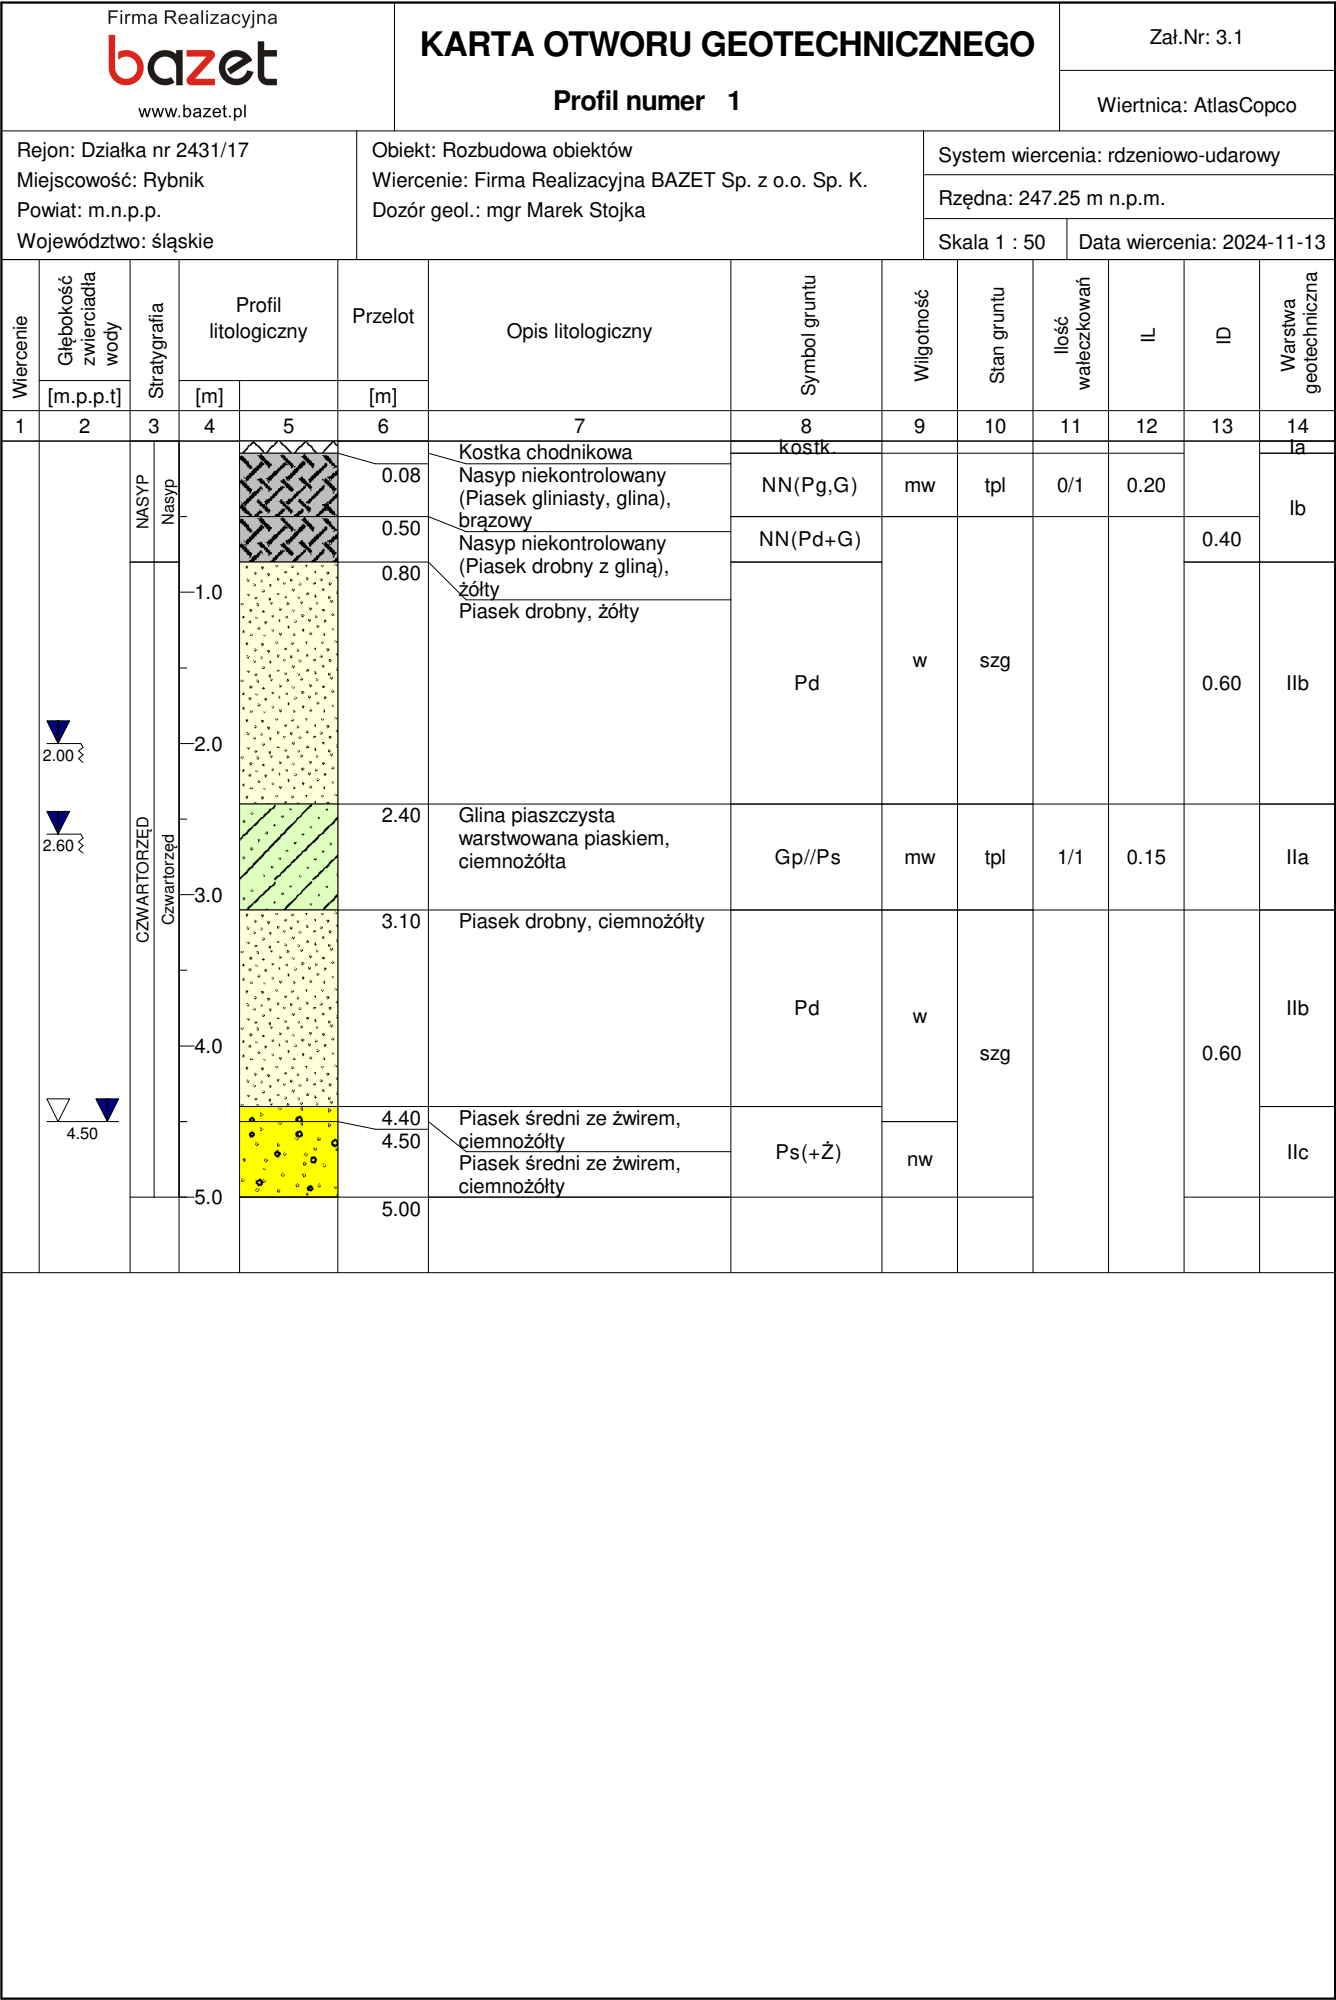 Firma Realizacyjna
bazet
www.bazet.pl
KARTA OTWORU GEOTECHNICZNEGO
Profil numer 1
Zał.Nr: 3.1
Wiertnica: AtlasCopco
Rejon: Działka nr 2431/17
Miejscowość: Rybnik
Powiat: m.n.p.p.
Województwo: śląskie
Obiekt: Rozbudowa obiektów
Wiercenie: Firma Realizacyjna BAZET Sp. z o.o. Sp. K.
Dozór geol.: mgr Marek Stojka
System wiercenia: rdzeniowo-udarowy
Rzędna: 247.25 m n.p.m.
Skala 1 : 50
Data wiercenia: 2024-11-13
Wiercenie
Głębokość
zwierciadła
wody
[m.p.p.t]
Stratygrafia
Profil
litologiczny
[m]
Przelot
[m]
Opis litologiczny
Symbol gruntu
Wilgotność
Stan gruntu
Ilość
wałeczkowań
IL
ID
Warstwa
geotechniczna
1 2 3 4 5 6 7 8 9 10 11 12 13 14
NASYP
Nasyp
Kostka chodnikowa
kostk.
Ia
0.08
Nasyp niekontrolowany
(Piasek gliniasty, glina),
brązowy
NN(Pg,G)
mw
tpl
0/1
0.20
Ib
0.50
Nasyp niekontrolowany
(Piasek drobny z gliną),
żółty
NN(Pd+G)
0.40
0.80
Piasek drobny, żółty
Pd
w
szg
0.60
IIb
1.0
2.0
3.0
4.0
5.0
2.00
2.60
4.50
CZWARTORZĘD
Czwartorzęd
2.40
Glina piaszczysta
warstwowana piaskiem,
ciemnożółta
Gp//Ps
mw
tpl
1/1
0.15
IIa
3.10
Piasek drobny, ciemnożółty
Pd
w
szg
0.60
IIb
4.40
Piasek średni ze żwirem,
ciemnożółty
4.50
Piasek średni ze żwirem,
ciemnożółty
Ps(+Ż)
nw
IIc
5.00